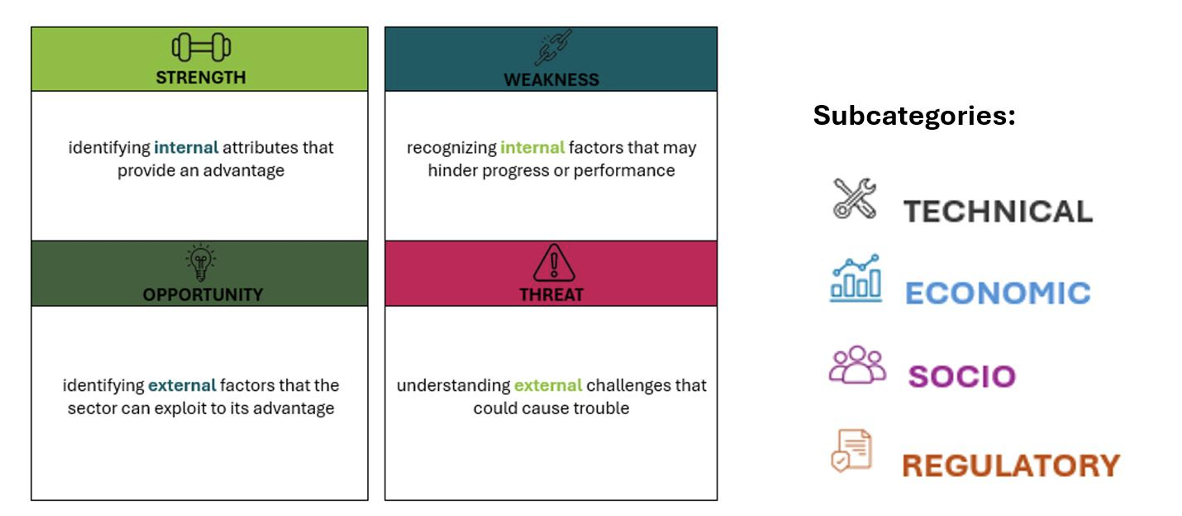 STRENGTH
identifying internal attributes that
provide an advantage
WEAKNESS
recognizing internal factors that may
hinder progress or performance
OPPORTUNITY
identifying external factors that the
sector can exploit to its advantage
THREAT
understanding external challenges that
could cause trouble
Subcategories:
TECHNICAL
ECONOMIC
SOCIO
REGULATORY